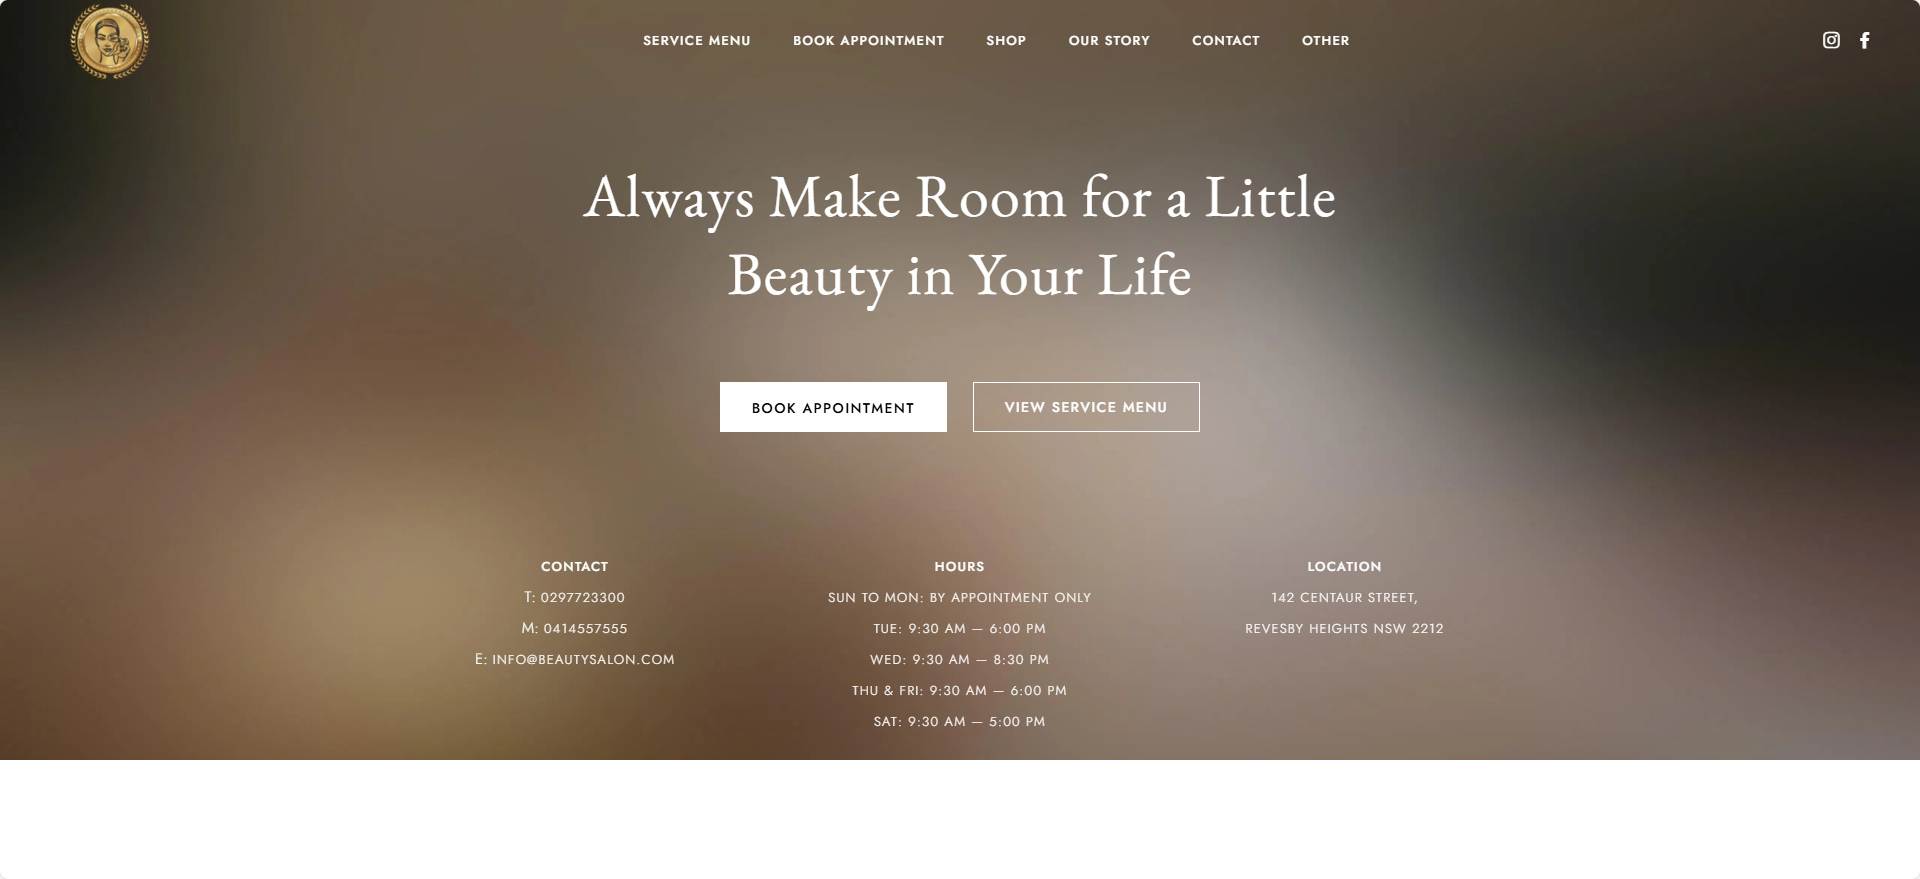 SERVICE MENU
BOOK APPOINTMENT
SHOP
OUR STORY
CONTACT
OTHER
Always Make Room for a Little
Beauty in Your Life
BOOK APPOINTMENT
VIEW SERVICE MENU
CONTACT
T: 0297723300
M: 0414557555
E: INFO@BEAUTYSALON.COM
HOURS
SUN TO MON: BY APPOINTMENT ONLY
TUE: 9:30 AM — 6:00 PM
WED: 9:30 AM — 8:30 PM
THU & FRI: 9:30 AM — 6:00 PM
SAT: 9:30 AM — 5:00 PM
LOCATION
142 CENTAUR STREET,
REVESBY HEIGHTS NSW 2212